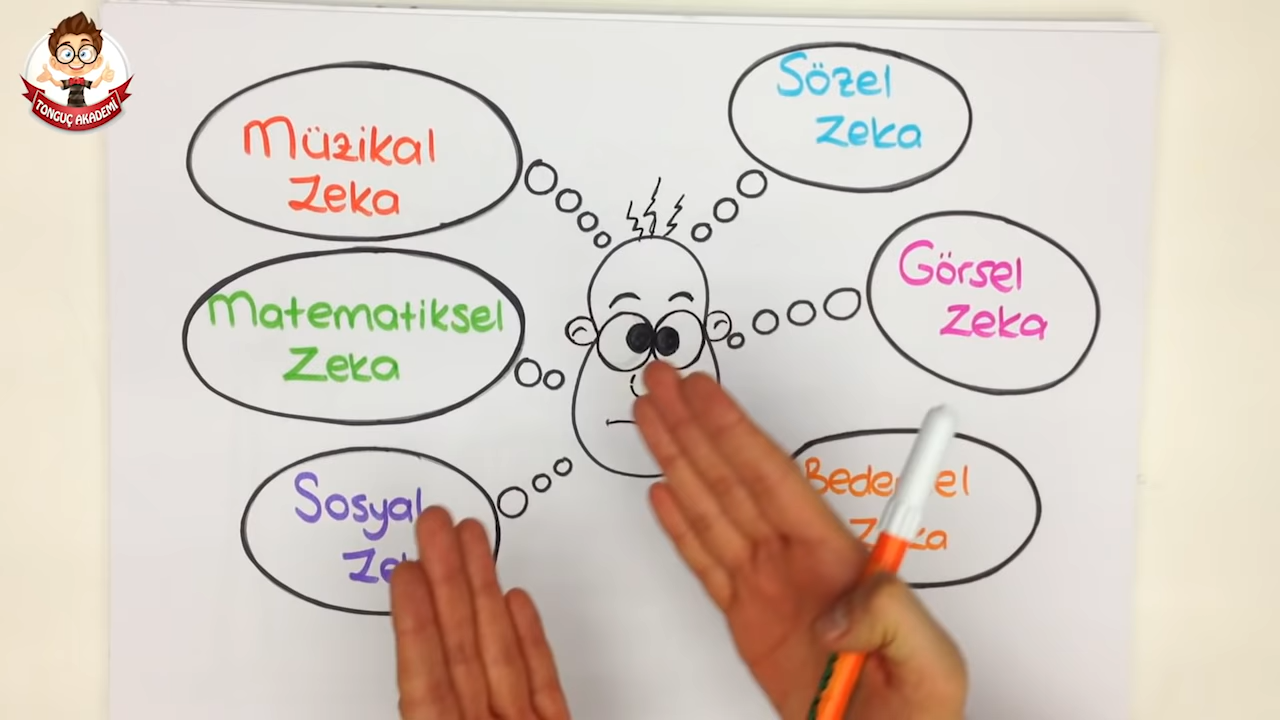 TONGUÇ AKADEMİ
Müzikal
Zeka
Sözel
Zeka
Matematiksel
Zeka
Görsel
Zeka
Sosyal